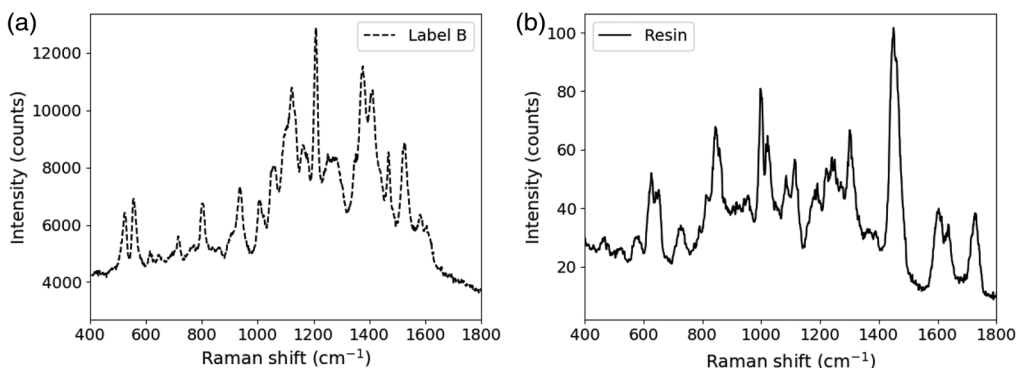 (a)
Label B
12000
10000
8000
6000
4000
Intensity (counts)
400 600 800 1000 1200 1400 1600 1800
Raman shift (cm⁻¹)
(b)
Resin
100
80
60
40
20
Intensity (counts)
400 600 800 1000 1200 1400 1600 1800
Raman shift (cm⁻¹)